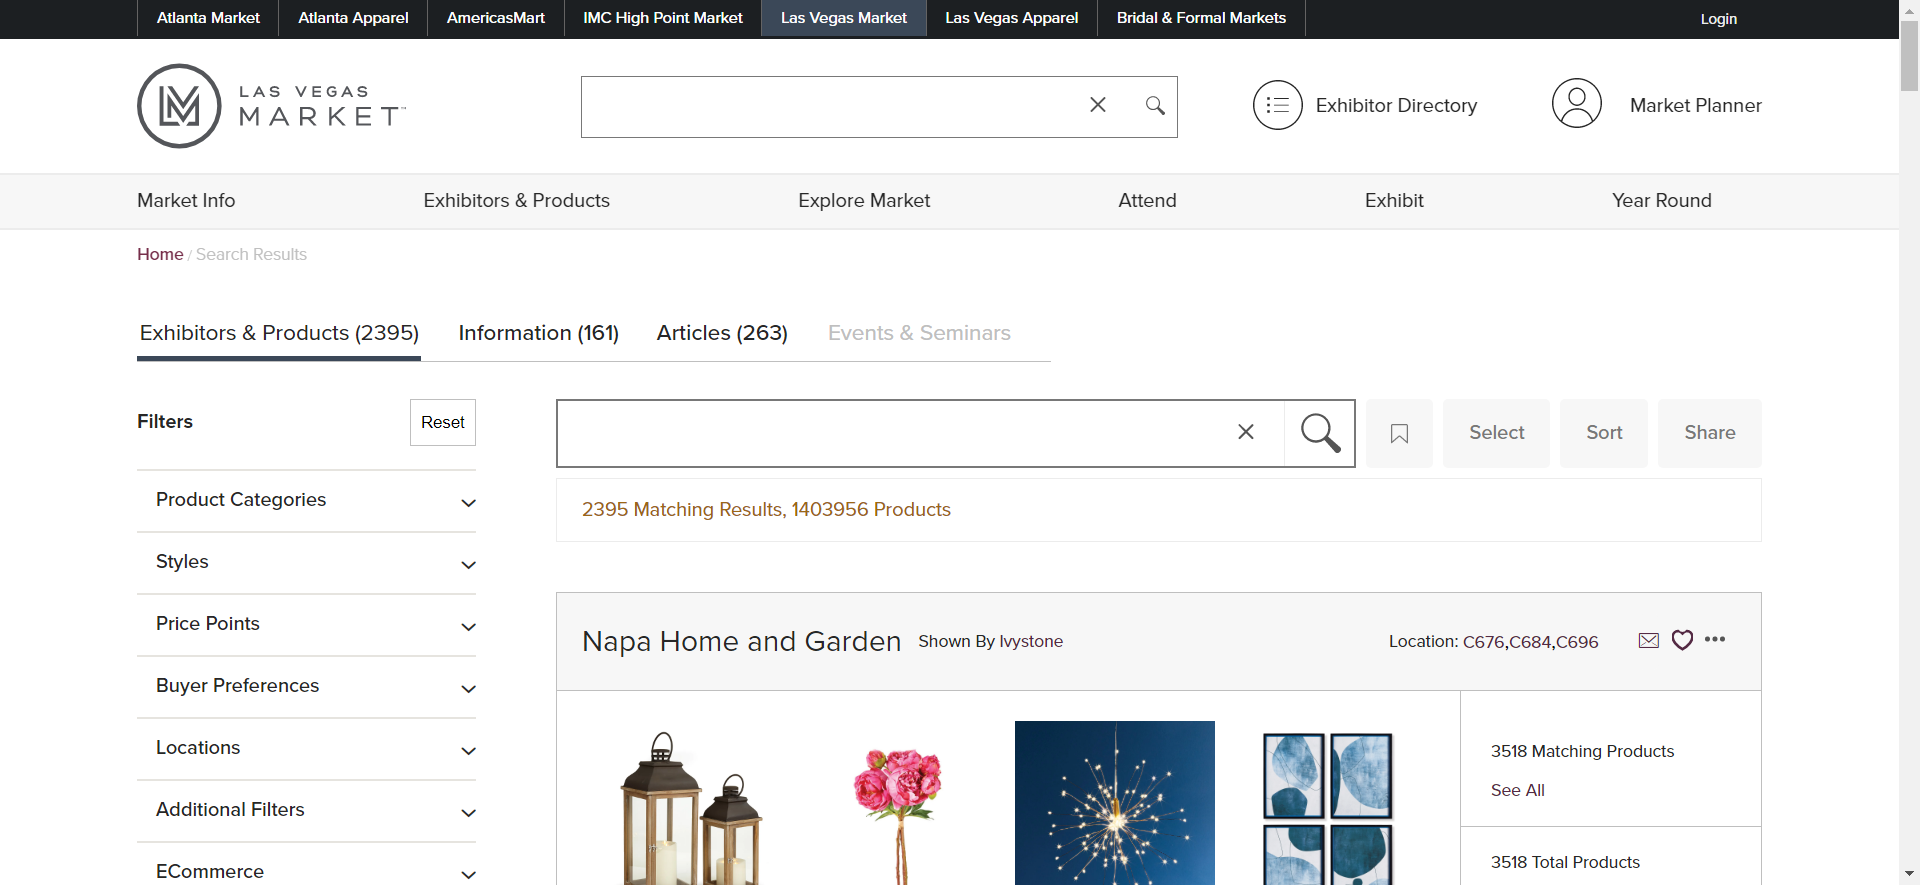 Atlanta Market
Atlanta Apparel
AmericasMart
IMC High Point Market
Las Vegas Market
Las Vegas Apparel
Bridal & Formal Markets
Login
LM
LAS VEGAS
MARKET™
Exhibitor Directory
Market Planner
Market Info
Exhibitors & Products
Explore Market
Attend
Exhibit
Year Round
Home / Search Results
Exhibitors & Products (2395)
Information (161)
Articles (263)
Events & Seminars
Filters
Reset
Select
Sort
Share
Product Categories
Styles
Price Points
Buyer Preferences
Locations
Additional Filters
ECommerce
2395 Matching Results, 1403956 Products
Napa Home and Garden Shown By Ivystone
Location: C676,C684,C696
3518 Matching Products
See All
3518 Total Products